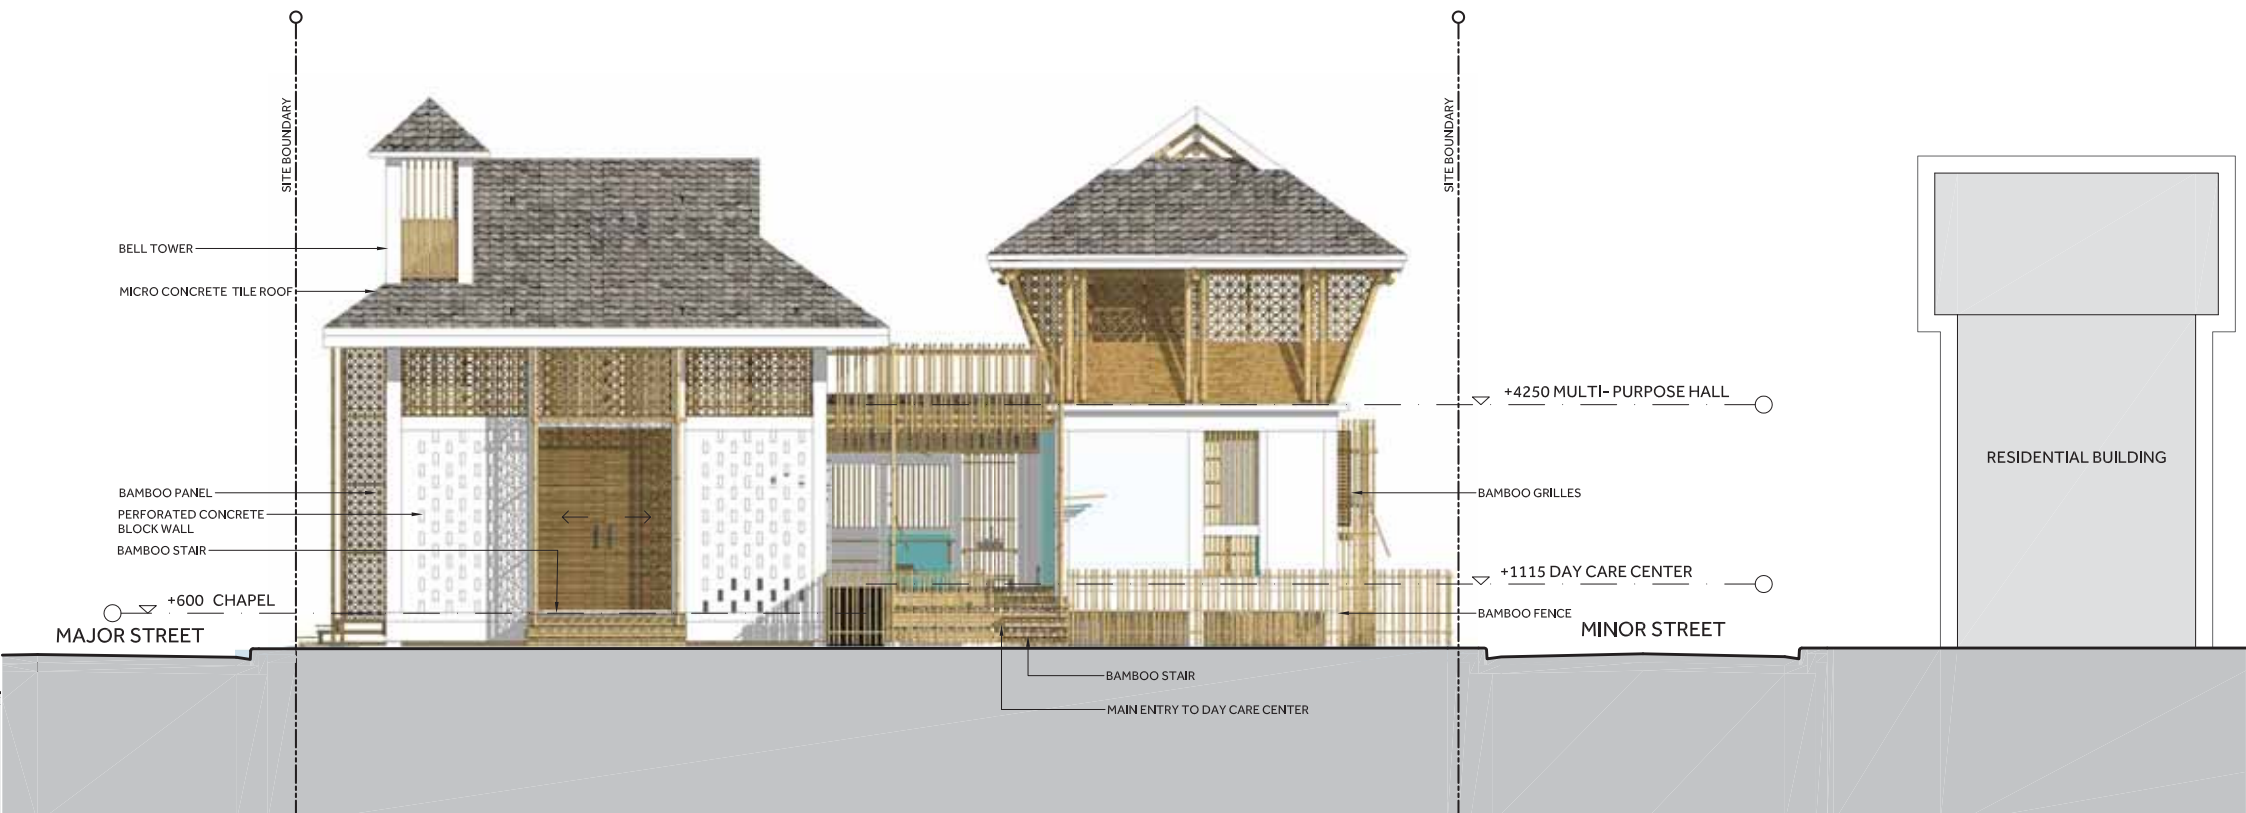 SITE BOUNDARY
SITE BOUNDARY
BELL TOWER
MICRO CONCRETE TILE ROOF
+4250 MULTI-PURPOSE HALL
RESIDENTIAL BUILDING
BAMBOO PANEL
PERFORATED CONCRETE
BLOCK WALL
BAMBOO STAIR
BAMBOO GRILLES
+1115 DAY CARE CENTER
+600 CHAPEL
BAMBOO FENCE
MAJOR STREET
MINOR STREET
BAMBOO STAIR
MAIN ENTRY TO DAY CARE CENTER